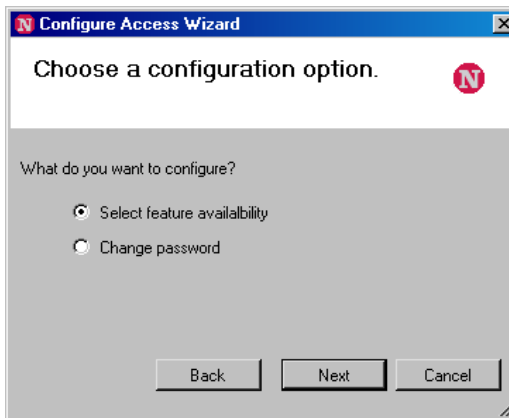 N Configure Access Wizard
Choose a configuration option.
N
What do you want to configure?
Select feature availalbility
Change password
Back Next Cancel